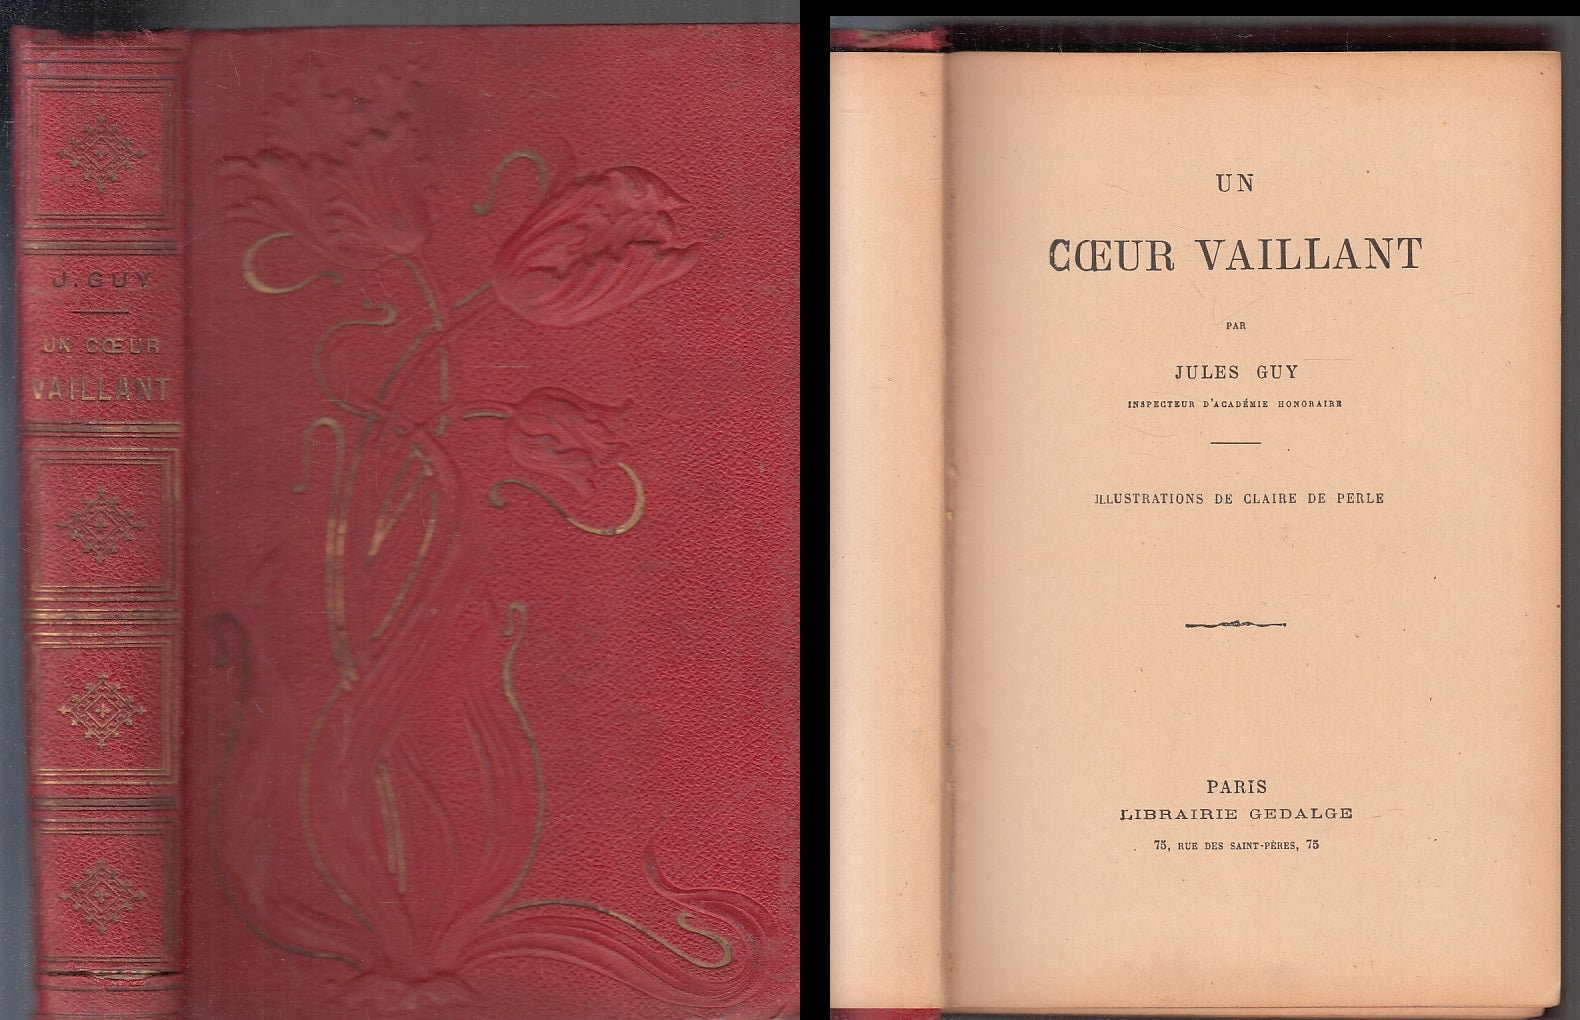 J. GUY
UN CŒUR
VAILLANT
UN
CŒUR VAILLANT
PAR
JULES GUY
INSPECTEUR D'ACADÉMIE HONORAIRE
ILLUSTRATIONS DE CLAIRE DE PERLE
PARIS
LIBRAIRIE GEDALGE
75, RUE DES SAINT-PÈRES, 75